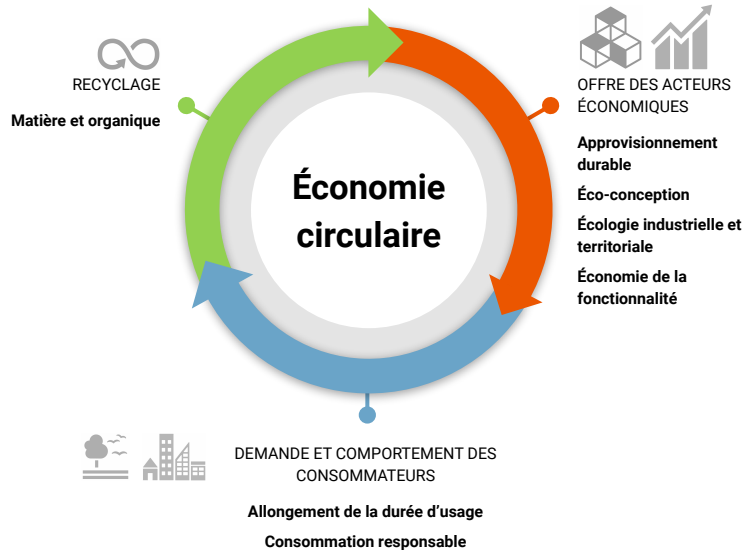 RECYCLAGE
Matière et organique
OFFRE DES ACTEURS
ÉCONOMIQUES
Approvisionnement
durable
Éco-conception
Écologie industrielle et
territoriale
Économie de la
fonctionnalité
Économie
circulaire
DEMANDE ET COMPORTEMENT DES
CONSOMMATEURS
Allongement de la durée d’usage
Consommation responsable